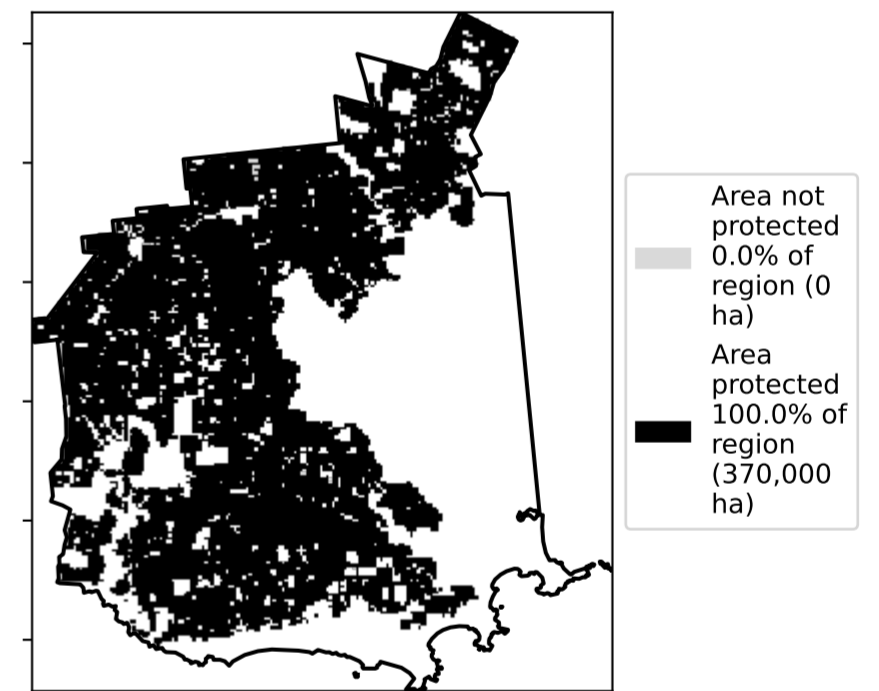 Area not
protected
0.0% of
region (0
ha)
Area
protected
100.0% of
region
(370,000
ha)